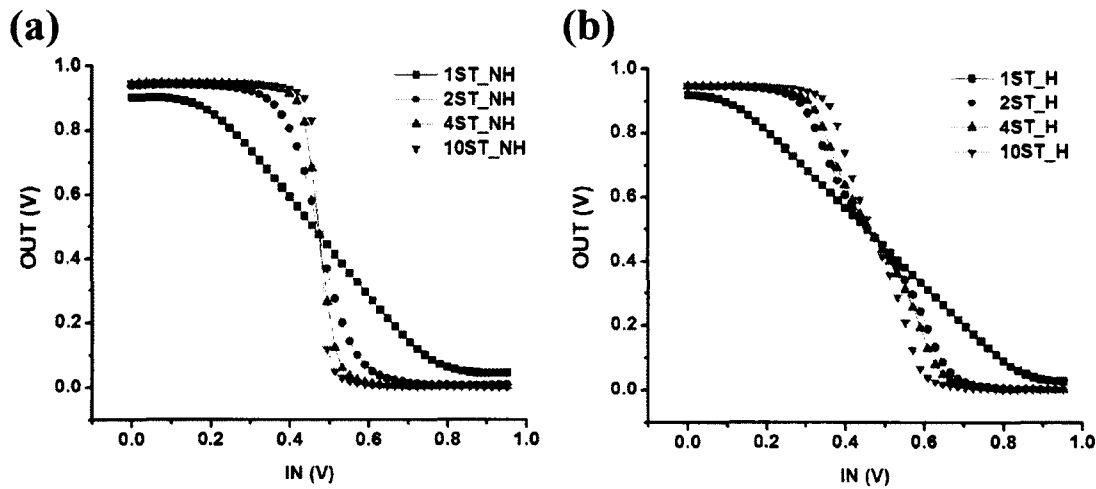 (a)
OUT (V)
1.0
0.8
0.6
0.4
0.2
0.0
0.0 0.2 0.4 0.6 0.8 1.0
IN (V)
1ST_NH
2ST_NH
4ST_NH
10ST_NH
(b)
OUT (V)
1.0
0.8
0.6
0.4
0.2
0.0
0.0 0.2 0.4 0.6 0.8 1.0
IN (V)
1ST_H
2ST_H
4ST_H
10ST_H